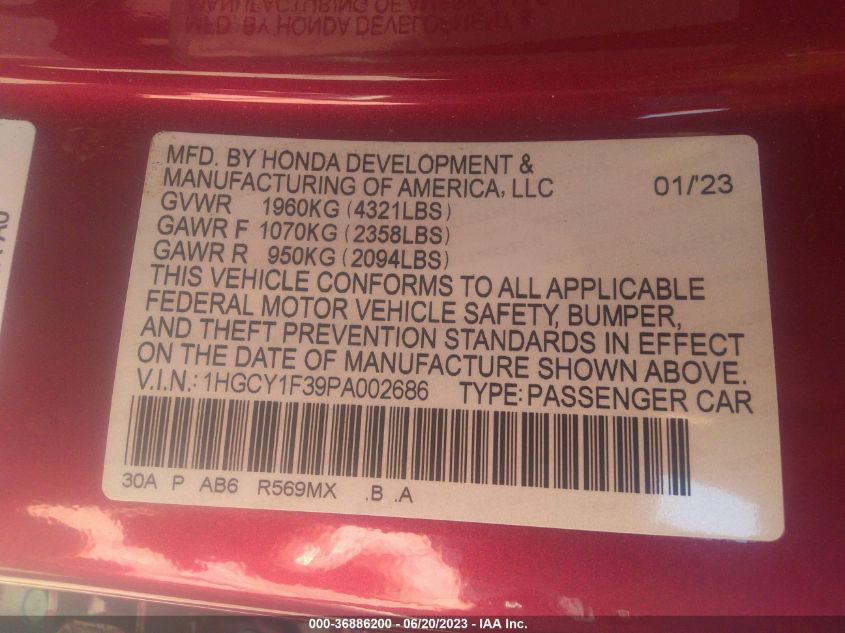 MFD. BY HONDA DEVELOPMENT &
MANUFACTURING OF AMERICA, LLC 01/'23
GVWR 1960KG (4321LBS)
GAWR F 1070KG (2358LBS)
GAWR R 950KG (2094LBS)
THIS VEHICLE CONFORMS TO ALL APPLICABLE
FEDERAL MOTOR VEHICLE SAFETY, BUMPER,
AND THEFT PREVENTION STANDARDS IN EFFECT
ON THE DATE OF MANUFACTURE SHOWN ABOVE.
V.I.N.: 1HGCY1F39PA002686 TYPE: PASSENGER CAR
30A P AB6 R569MX .B .A
000-36886200 - 06/20/2023 - IAA Inc.